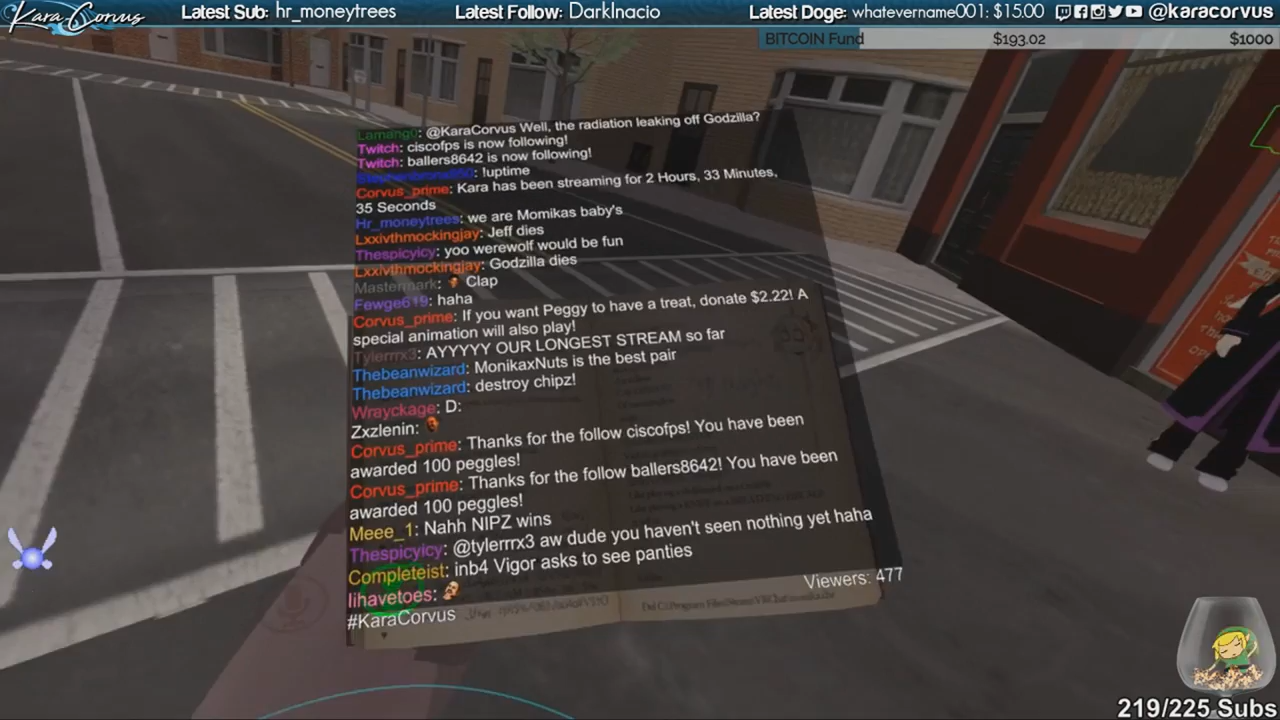 Kara Corvus
Latest Sub: hr_moneytrees
Latest Follow: DarkInacio
Latest Doge: whatevername001: $15.00
@karacorvus
BITCOIN Fund
$193.02
$1000
Lamang0: @KaraCorvus Well, the radiation leaking off Godzilla?
Twitch: ciscofps is now following!
Twitch: ballers8642 is now following!
!uptime
Corvus_prime: Kara has been streaming for 2 Hours, 33 Minutes,
35 Seconds
Hr_moneytrees: we are Momikas baby's
Lxxivthmockingjay: Jeff dies
Thespicyicy: yoo werewolf would be fun
Lxxivthmockingjay: Godzilla dies
Mastermark: Clap
Fewge619: haha
Corvus_prime: If you want Peggy to have a treat, donate $2.22! A
special animation will also play!
Tylerrrx3: AYYYYY OUR LONGEST STREAM so far
Thebeanwizard: MonikaxNuts is the best pair
Thebeanwizard: destroy chipz!
Wrayckage: D:
Zxzlenin:
Corvus_prime: Thanks for the follow ciscofps! You have been
awarded 100 peggles!
Corvus_prime: Thanks for the follow ballers8642! You have been
awarded 100 peggles!
Meee_1: Nahh NIPZ wins
Thespicyicy: @tylerrrx3 aw dude you haven't seen nothing yet haha
Completeist: inb4 Vigor asks to see panties
Iihavetoes:
Viewers: 477
#KaraCorvus
219/225 Subs